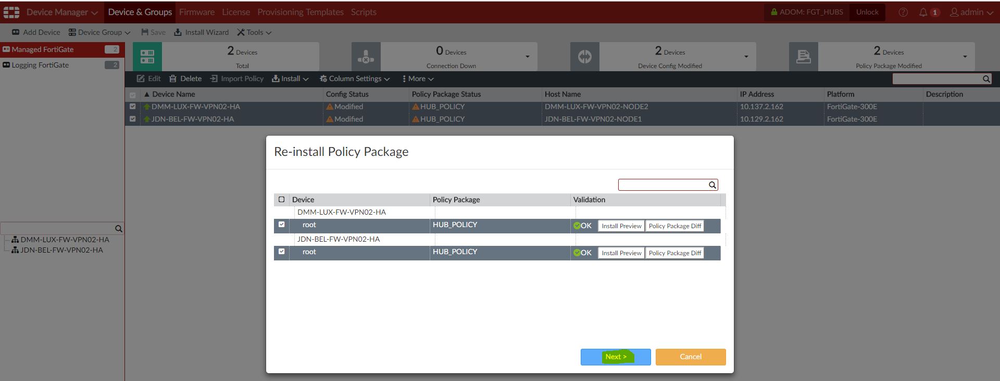 Device Manager Device & Groups Firmware License Provisioning Templates Scripts ADOM: FGT_HUBS Unlock 1 admin
Add Device Device Group Save Install Wizard Tools
Managed FortiGate 2
Logging FortiGate 2
2 Devices
Total
0 Devices
Connection Down
2 Devices
Device Config Modified
2 Devices
Policy Package Modified
Edit Delete Import Policy Install Column Settings More
Device Name Config Status Policy Package Status Host Name IP Address Platform Description
DMM-LUX-FW-VPN02-HA Modified HUB_POLICY DMM-LUX-FW-VPN02-NODE2 10.137.2.162 FortiGate-300E
JDN-BEL-FW-VPN02-HA Modified HUB_POLICY JDN-BEL-FW-VPN02-NODE1 10.129.2.162 FortiGate-300E
DMM-LUX-FW-VPN02-HA
JDN-BEL-FW-VPN02-HA
Re-install Policy Package
Device Policy Package Validation
DMM-LUX-FW-VPN02-HA
root HUB_POLICY OK Install Preview Policy Package Diff
JDN-BEL-FW-VPN02-HA
root HUB_POLICY OK Install Preview Policy Package Diff
Next > Cancel